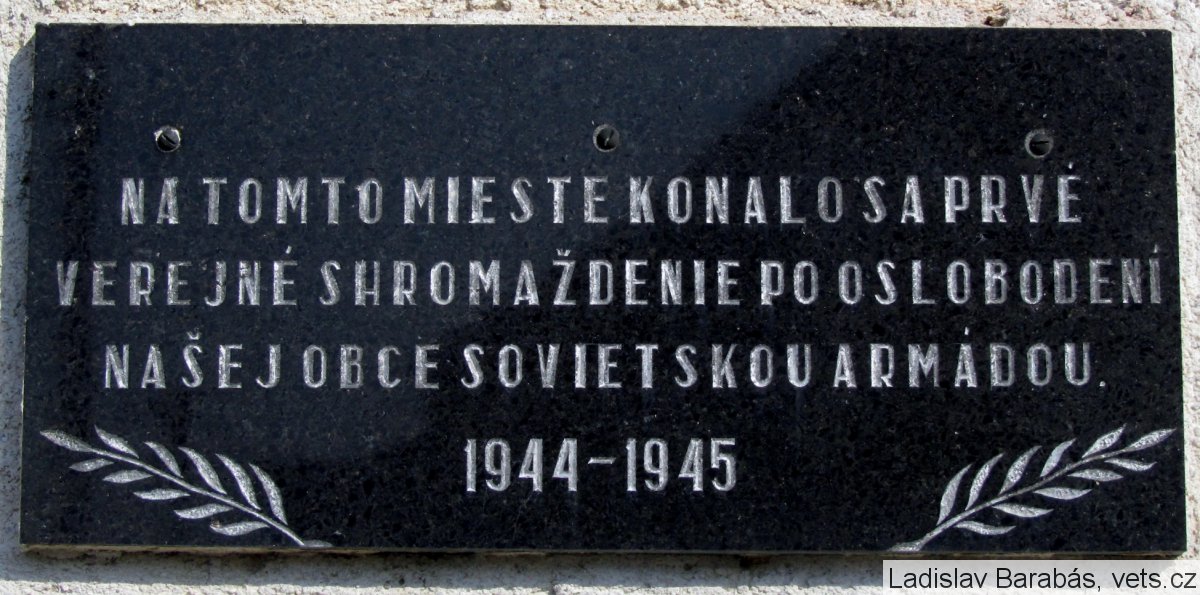 NA TOMTO MIESTE KONALO SA PRVÉ
VEREJNÉ SHROMAŽDENIE PO OSLOBODENÍ
NAŠEJ OBCE SOVIETSKOU ARMÁDOU.
1944-1945
Ladislav Barabás, vets.cz